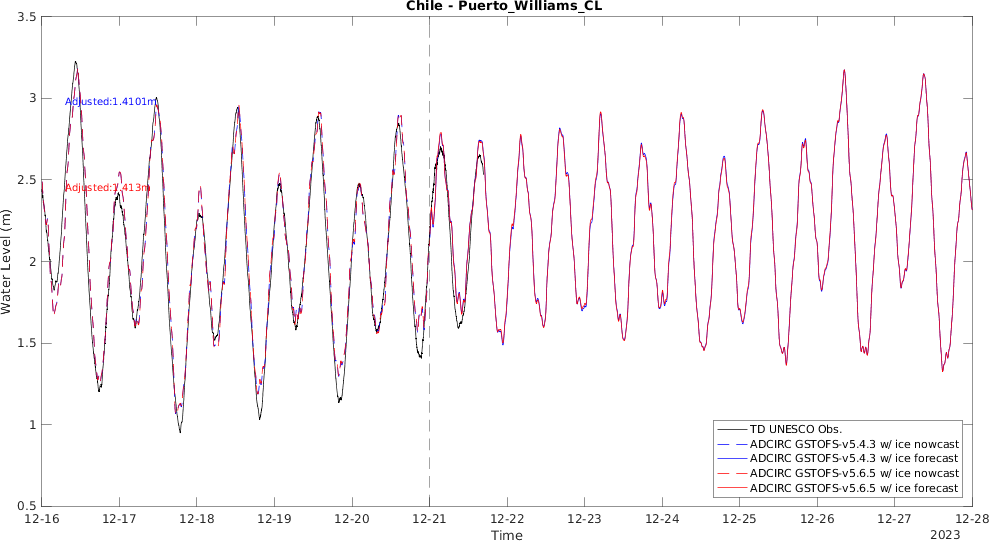 Chile - Puerto_Williams_CL
3.5
3
2.5
2
1.5
1
0.5
Water Level (m)
Adjusted:1.4101m
Adjusted:1.413m
TD UNESCO Obs.
ADCIRC GSTOFS-v5.4.3 w/ ice nowcast
ADCIRC GSTOFS-v5.4.3 w/ ice forecast
ADCIRC GSTOFS-v5.6.5 w/ ice nowcast
ADCIRC GSTOFS-v5.6.5 w/ ice forecast
12-16 12-17 12-18 12-19 12-20 12-21 12-22 12-23 12-24 12-25 12-26 12-27 12-28
Time
2023